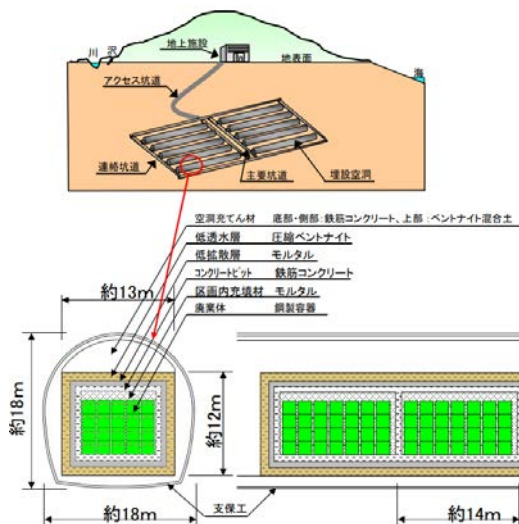 地上施設
川
沢
地表面
海
アクセス坑道
連絡坑道
主要坑道
埋設空洞
空洞充てん材　底部・側部：鉄筋コンクリート、上部：ベントナイト混合土
低透水層　圧縮ベントナイト
低拡散層　モルタル
コンクリートピット　鉄筋コンクリート
区画内充填材　モルタル
廃棄体　鋼製容器
約13m
約18m
約12m
支保工
約18m
約14m